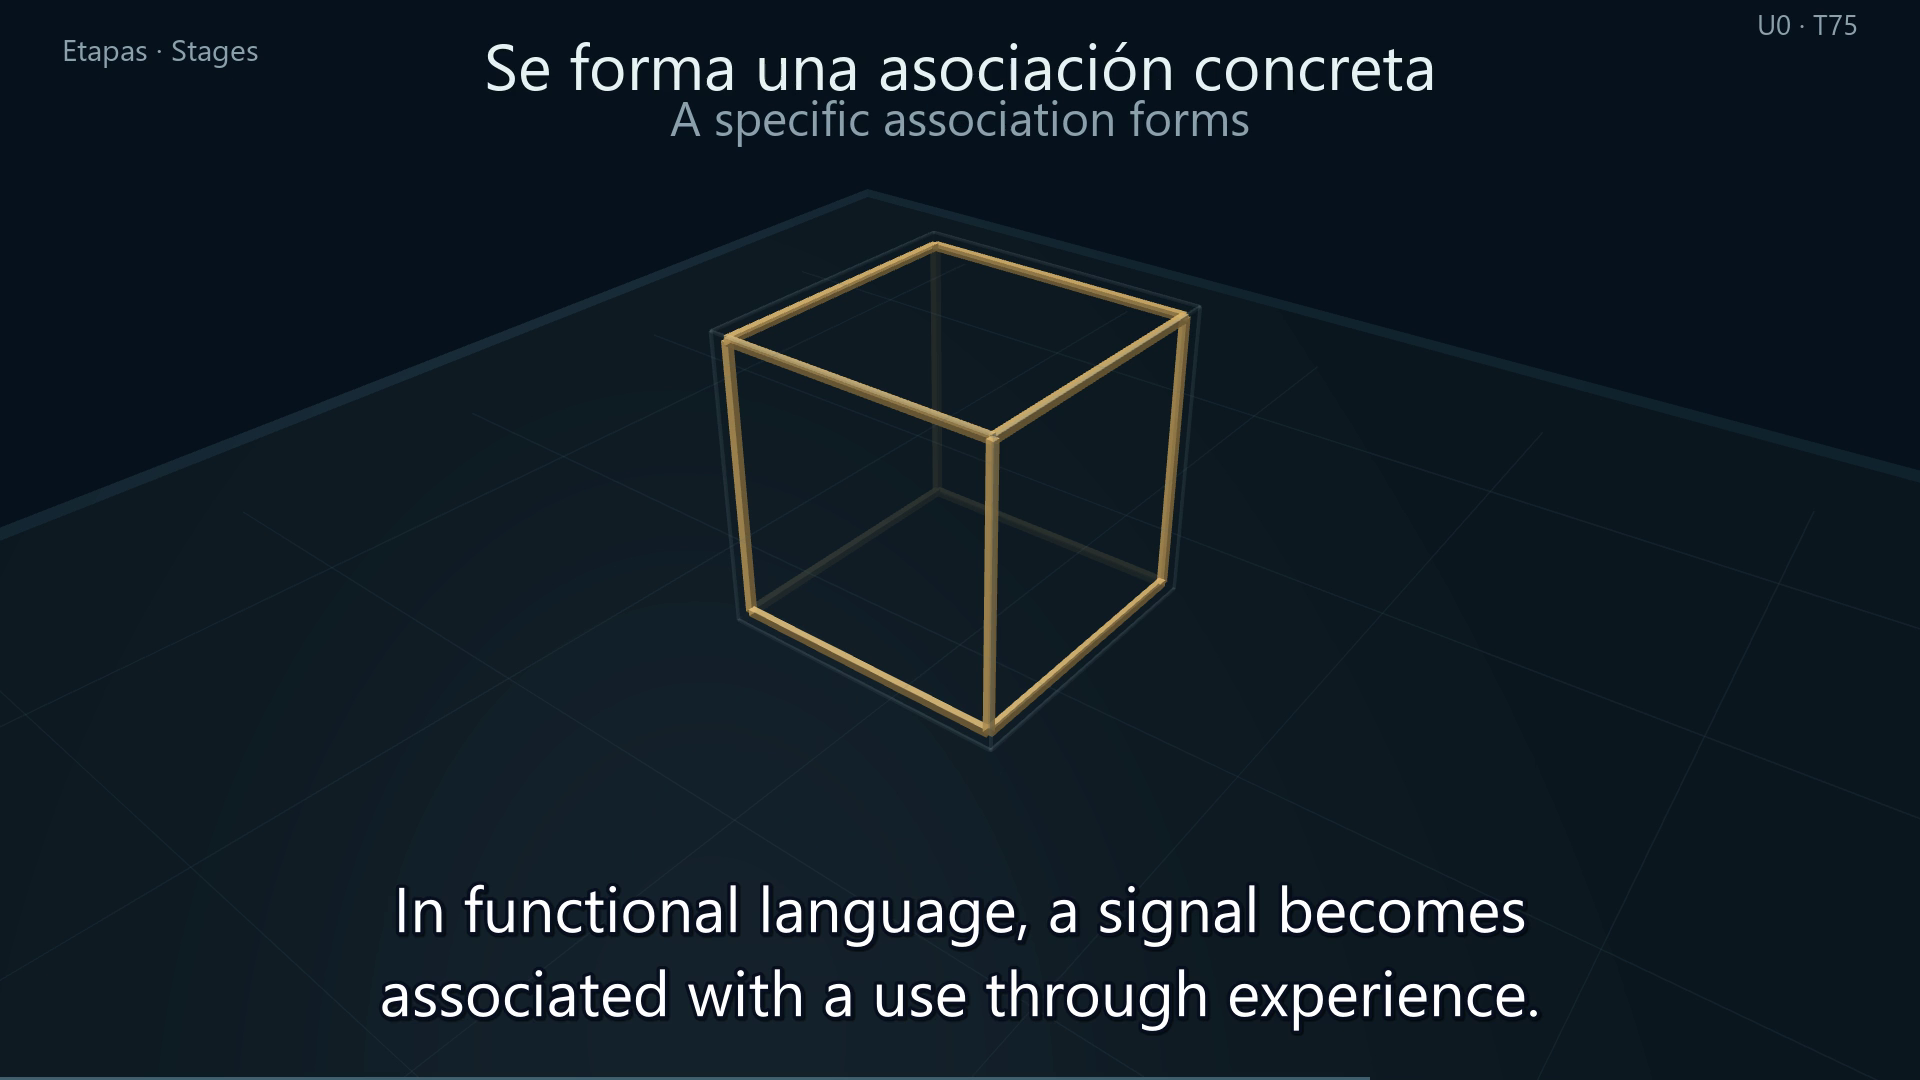 Etapas · Stages
U0 · T75
Se forma una asociación concreta
A specific association forms
In functional language, a signal becomes
associated with a use through experience.